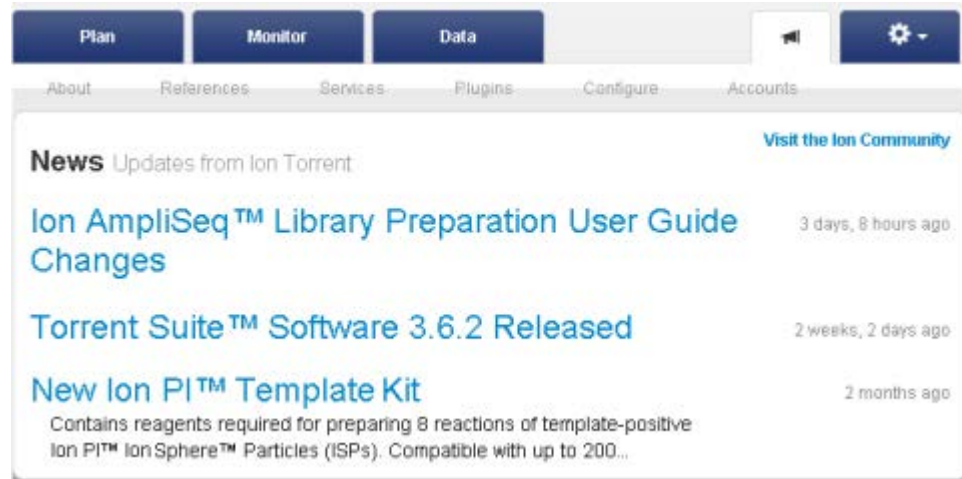 Plan Monitor Data
About References Services Plugins Configure Accounts
Visit the Ion Community
News Updates from Ion Torrent
Ion AmpliSeq™ Library Preparation User Guide 3 days, 8 hours ago
Changes
Torrent Suite™ Software 3.6.2 Released 2 weeks, 2 days ago
New Ion PI™ Template Kit 2 months ago
Contains reagents required for preparing 8 reactions of template-positive
Ion PI™ Ion Sphere™ Particles (ISPs). Compatible with up to 200...